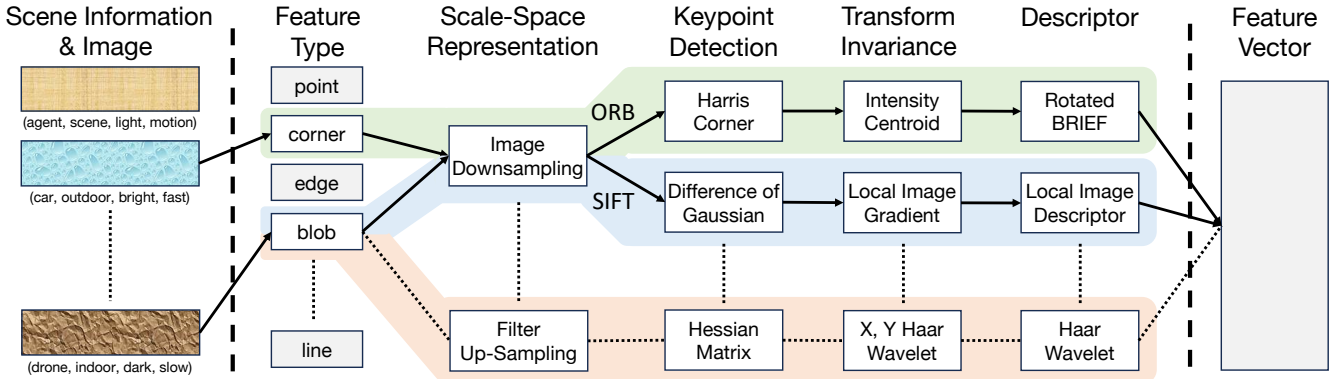 Scene Information
& Image
Feature
Type
Scale-Space
Representation
Keypoint
Detection
Transform
Invariance
Descriptor
Feature
Vector
(agent, scene, light, motion)
(car, outdoor, bright, fast)
(drone, indoor, dark, slow)
point
corner
edge
blob
line
Image
Downsampling
Filter
Up-Sampling
ORB
SIFT
Harris
Corner
Intensity
Centroid
Rotated
BRIEF
Difference of
Gaussian
Local Image
Gradient
Local Image
Descriptor
Hessian
Matrix
X, Y Haar
Wavelet
Haar
Wavelet